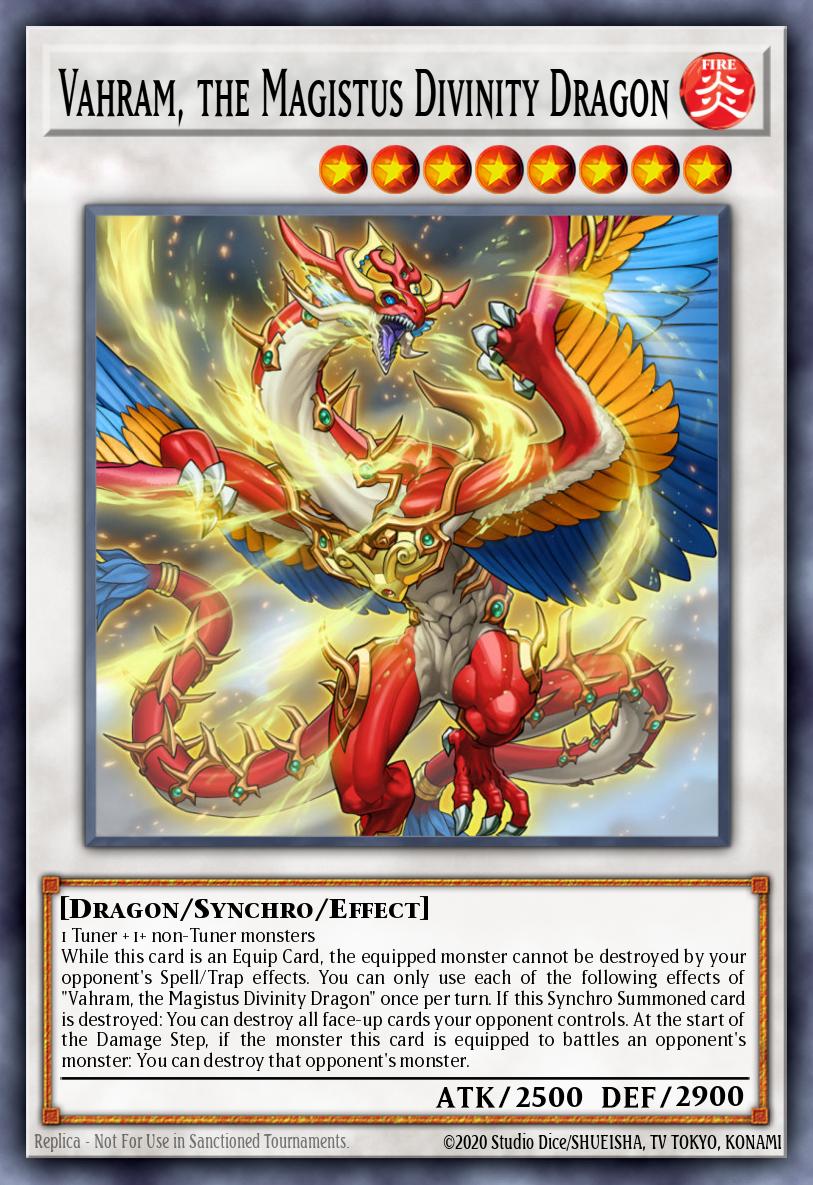 Vahram, the Magistus Divinity Dragon
FIRE
炎
[Dragon/Synchro/Effect]
1 Tuner + 1+ non-Tuner monsters
While this card is an Equip Card, the equipped monster cannot be destroyed by your
opponent's Spell/Trap effects. You can only use each of the following effects of
"Vahram, the Magistus Divinity Dragon" once per turn. If this Synchro Summoned card
is destroyed: You can destroy all face-up cards your opponent controls. At the start of
the Damage Step, if the monster this card is equipped to battles an opponent's
monster: You can destroy that opponent's monster.
ATK/2500 DEF/2900
Replica - Not For Use in Sanctioned Tournaments.
©2020 Studio Dice/SHUEISHA, TV TOKYO, KONAMI